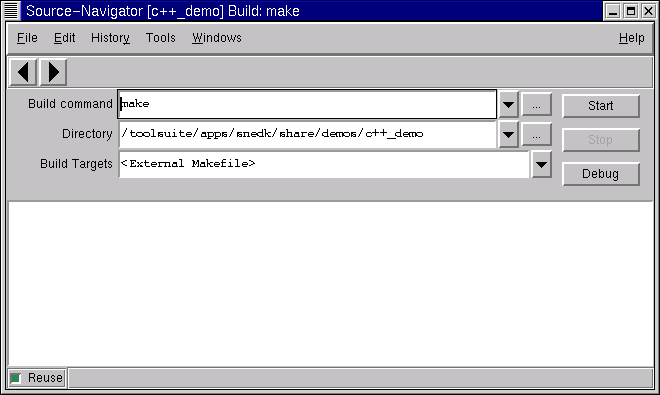 Source-Navigator [c++_demo] Build: make
File Edit History Tools Windows Help
Build command make ... Start
Directory /toolsuite/apps/snedk/share/demos/c++_demo ... Stop
Build Targets <External Makefile>
Debug
Reuse